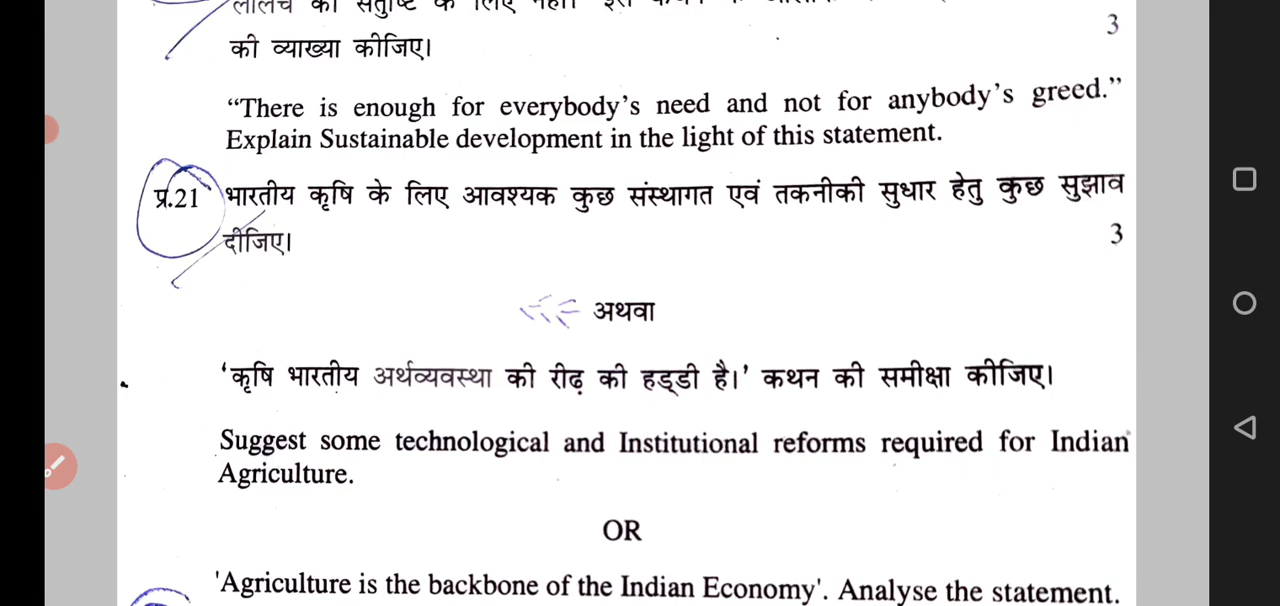 लालच की संतुष्टि के लिए नहीं।
3
की व्याख्या कीजिए।
“There is enough for everybody’s need and not for anybody’s greed.”
Explain Sustainable development in the light of this statement.
प्र.21 भारतीय कृषि के लिए आवश्यक कुछ संस्थागत एवं तकनीकी सुधार हेतु कुछ सुझाव
दीजिए। 3
अथवा
‘कृषि भारतीय अर्थव्यवस्था की रीढ़ की हड्डी है।’ कथन की समीक्षा कीजिए।
Suggest some technological and Institutional reforms required for Indian
Agriculture.
OR
'Agriculture is the backbone of the Indian Economy'. Analyse the statement.